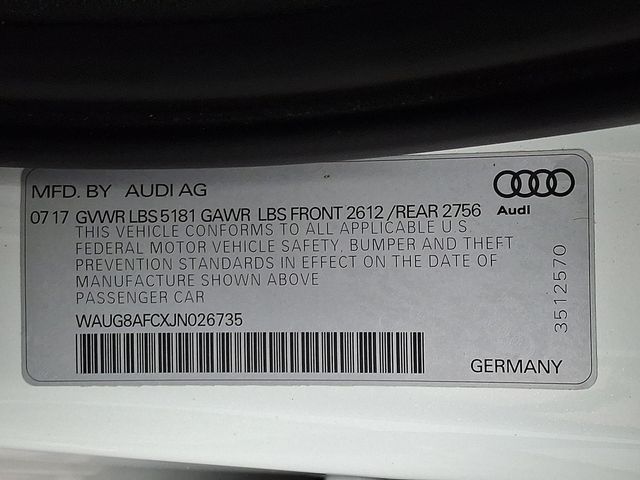 MFD. BY AUDI AG
07 17 GVWR LBS 5181 GAWR LBS FRONT 2612 /REAR 2756
Audi
THIS VEHICLE CONFORMS TO ALL APPLICABLE U.S.
FEDERAL MOTOR VEHICLE SAFETY, BUMPER AND THEFT
PREVENTION STANDARDS IN EFFECT ON THE DATE OF
MANUFACTURE SHOWN ABOVE
PASSENGER CAR
WAUG8AFCXJN026735
3512570
GERMANY